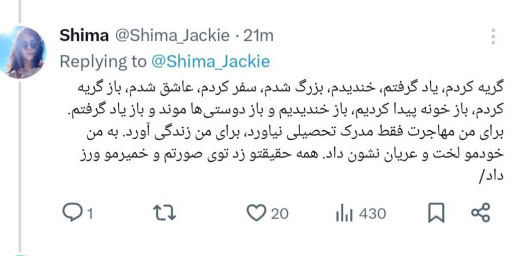 Shima @Shima_Jackie · 21m
Replying to @Shima_Jackie
گریه کردم، یاد گرفتم، خندیدم، بزرگ شدم، سفر کردم، عاشق شدم، باز گریه
کردم، باز خونه پیدا کردیم، باز خندیدیم و باز دوستی‌ها موند و باز یاد گرفتم.
برای من مهاجرت فقط مدرک تحصیلی نیاورد، برای من زندگی آورد. به من
خودمو لخت و عریان نشون داد. همه حقیقتو زد توی صورتم و خمیرمو ورز
داد/
1 20 430